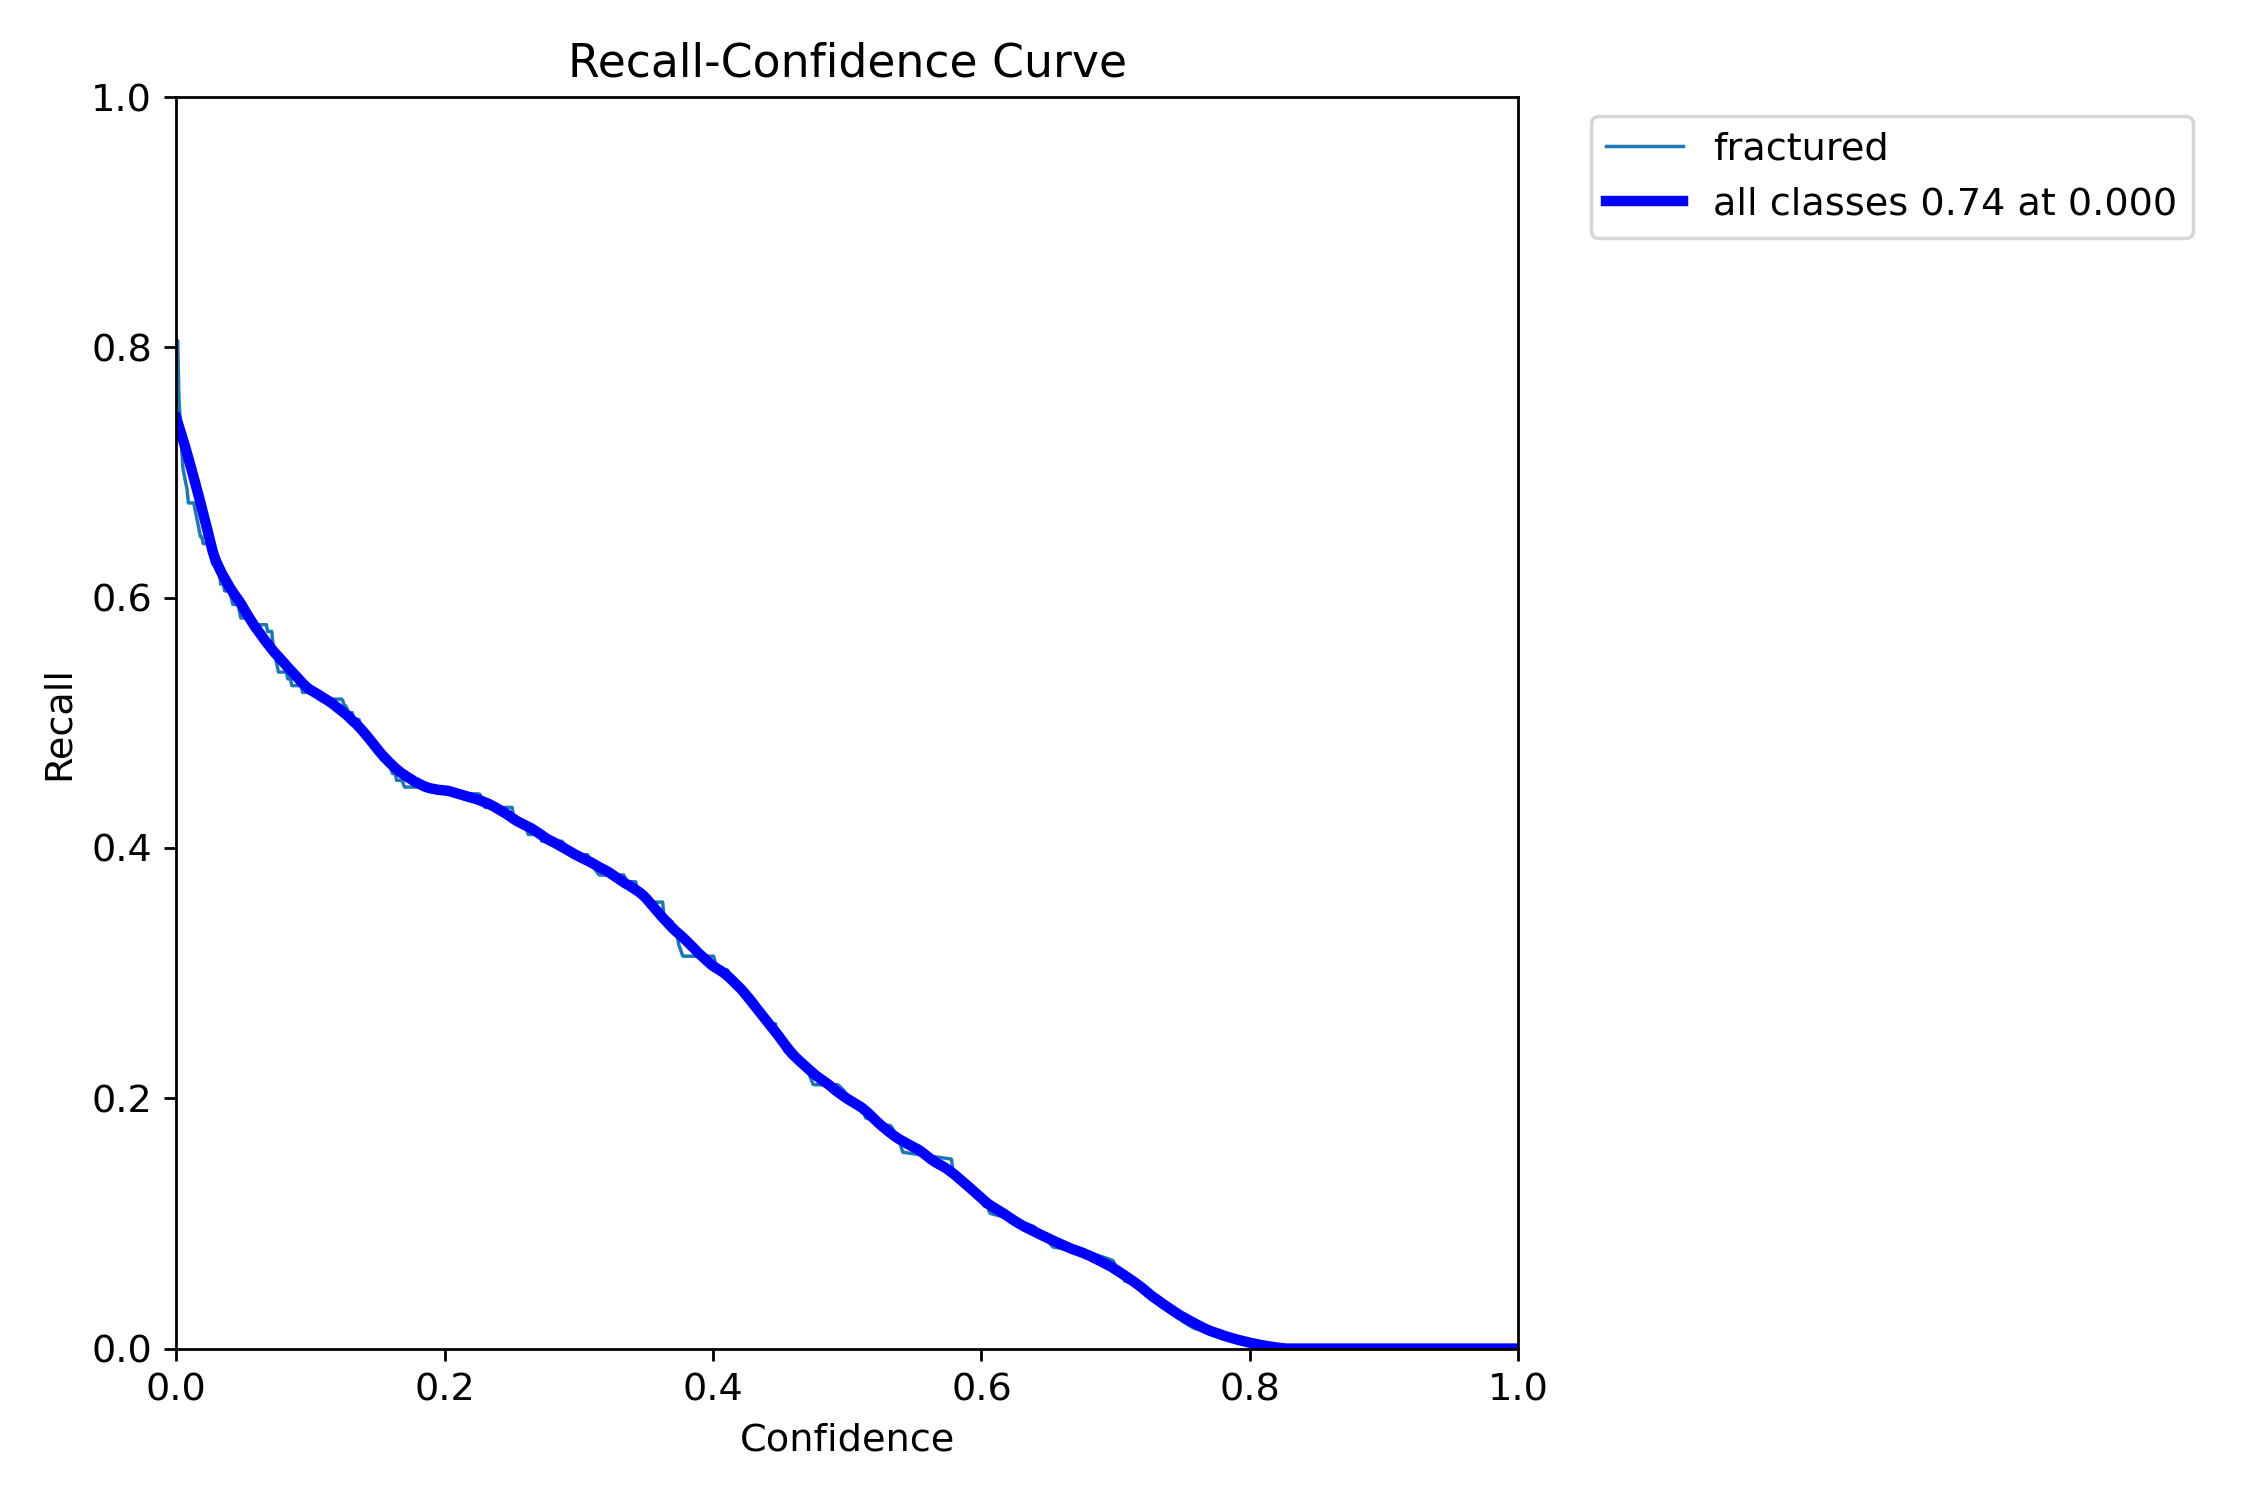 Recall-Confidence Curve
1.0
0.8
0.6
0.4
0.2
0.0
Recall
0.0 0.2 0.4 0.6 0.8 1.0
Confidence
fractured
all classes 0.74 at 0.000